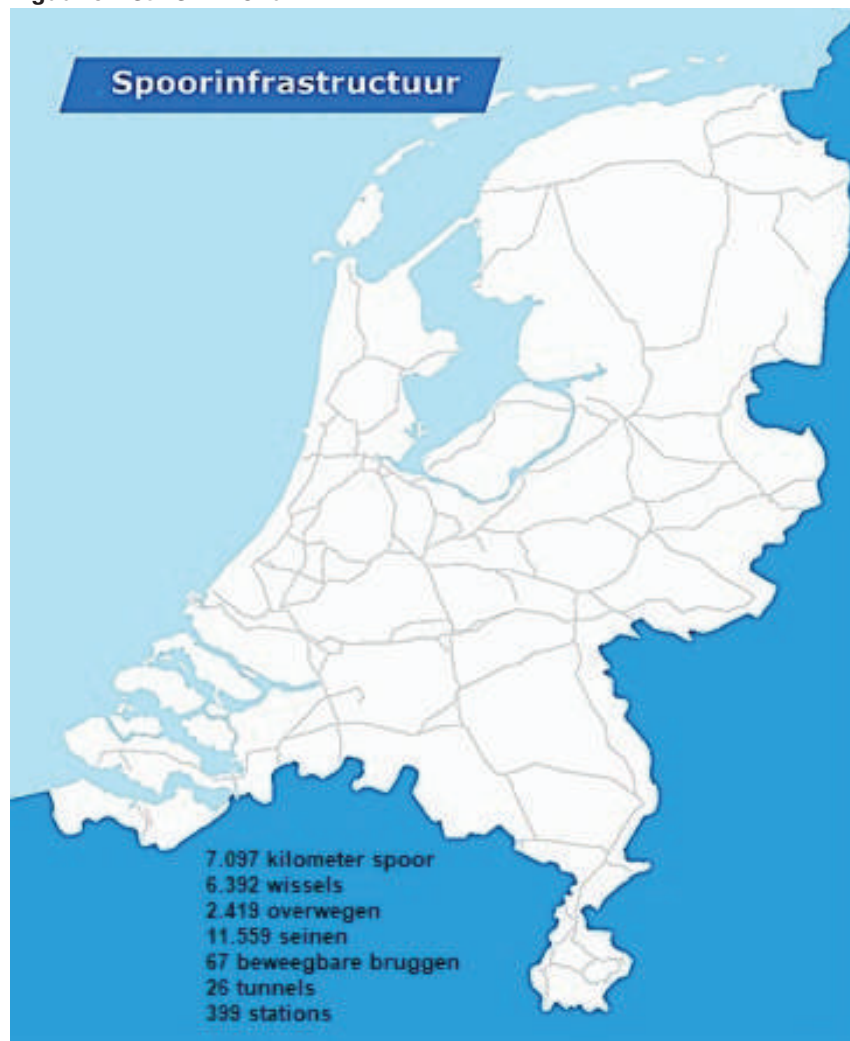 Spoorinfrastructuur
7.097 kilometer spoor
6.392 wissels
2.419 overwegen
11.559 seinen
67 beweegbare bruggen
26 tunnels
399 stations